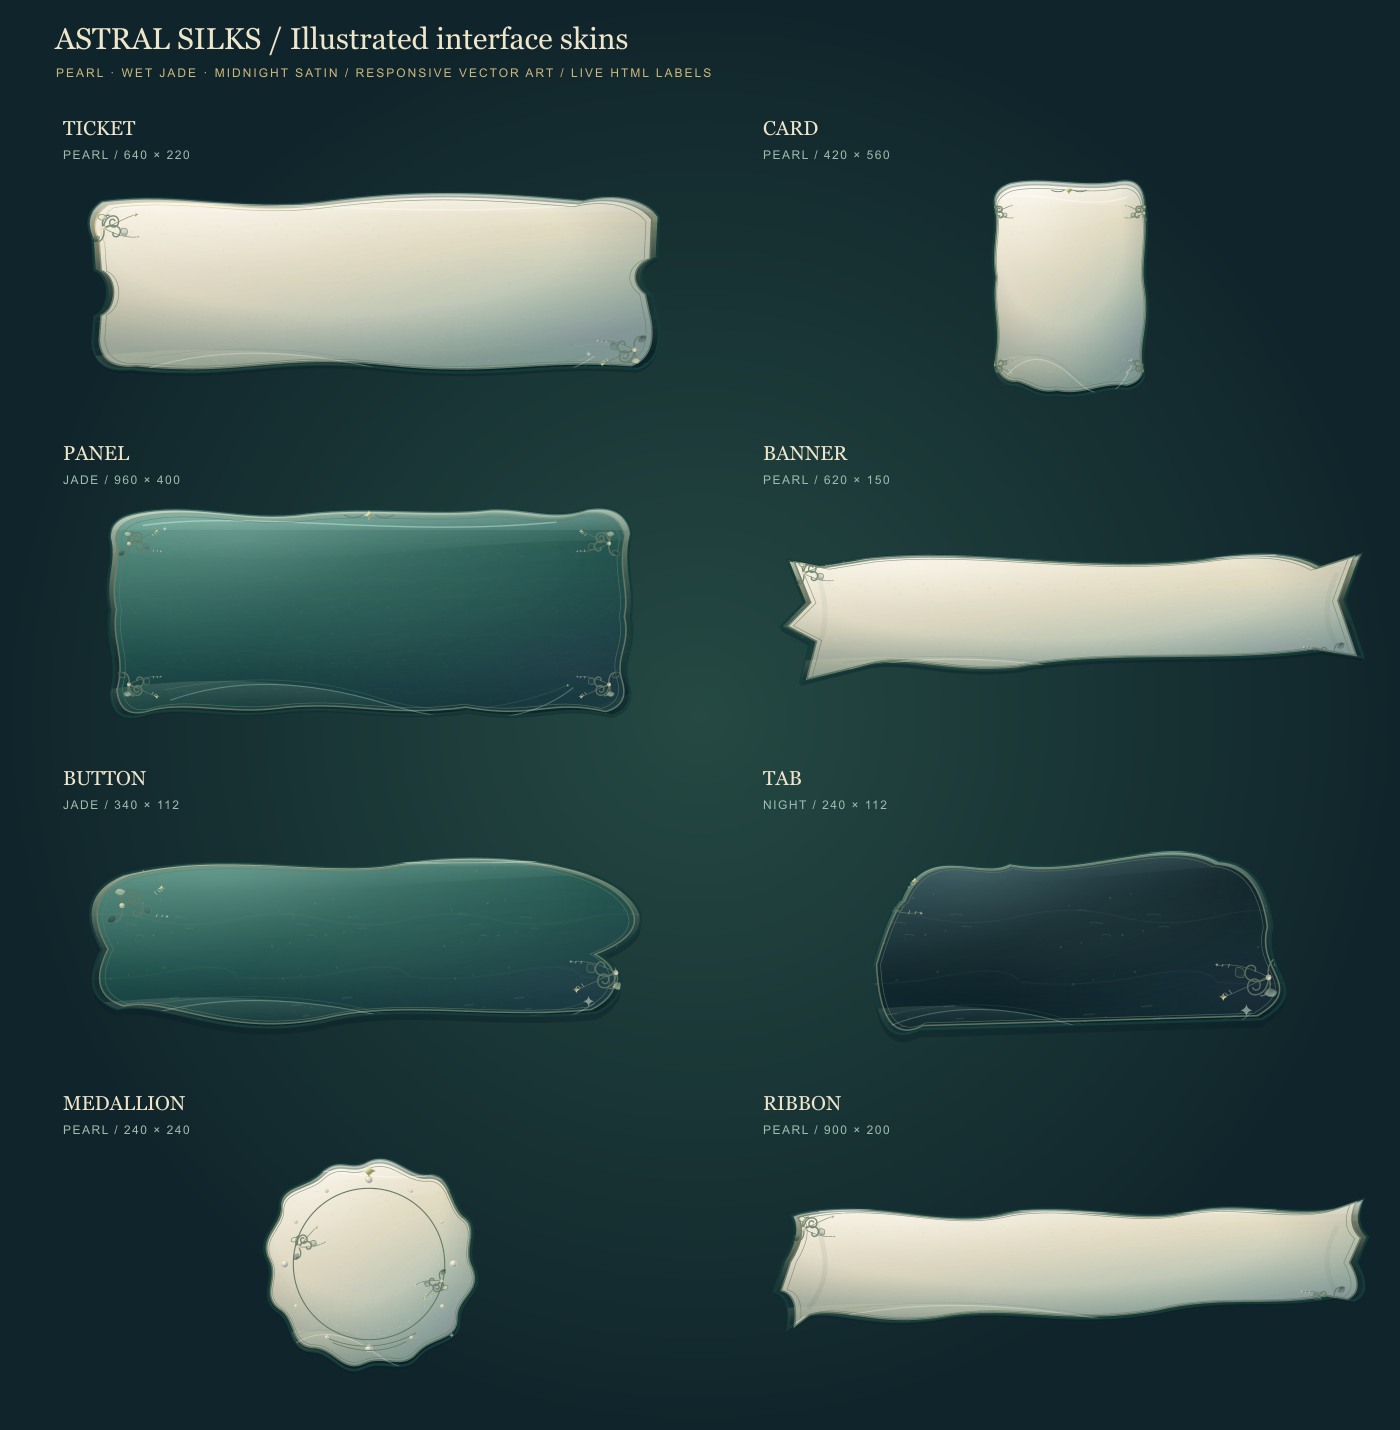 ASTRAL SILKS / Illustrated interface skins
PEARL · WET JADE · MIDNIGHT SATIN / RESPONSIVE VECTOR ART / LIVE HTML LABELS
TICKET
PEARL / 640 × 220
CARD
PEARL / 420 × 560
PANEL
JADE / 960 × 400
BANNER
PEARL / 620 × 150
BUTTON
JADE / 340 × 112
TAB
NIGHT / 240 × 112
MEDALLION
PEARL / 240 × 240
RIBBON
PEARL / 900 × 200